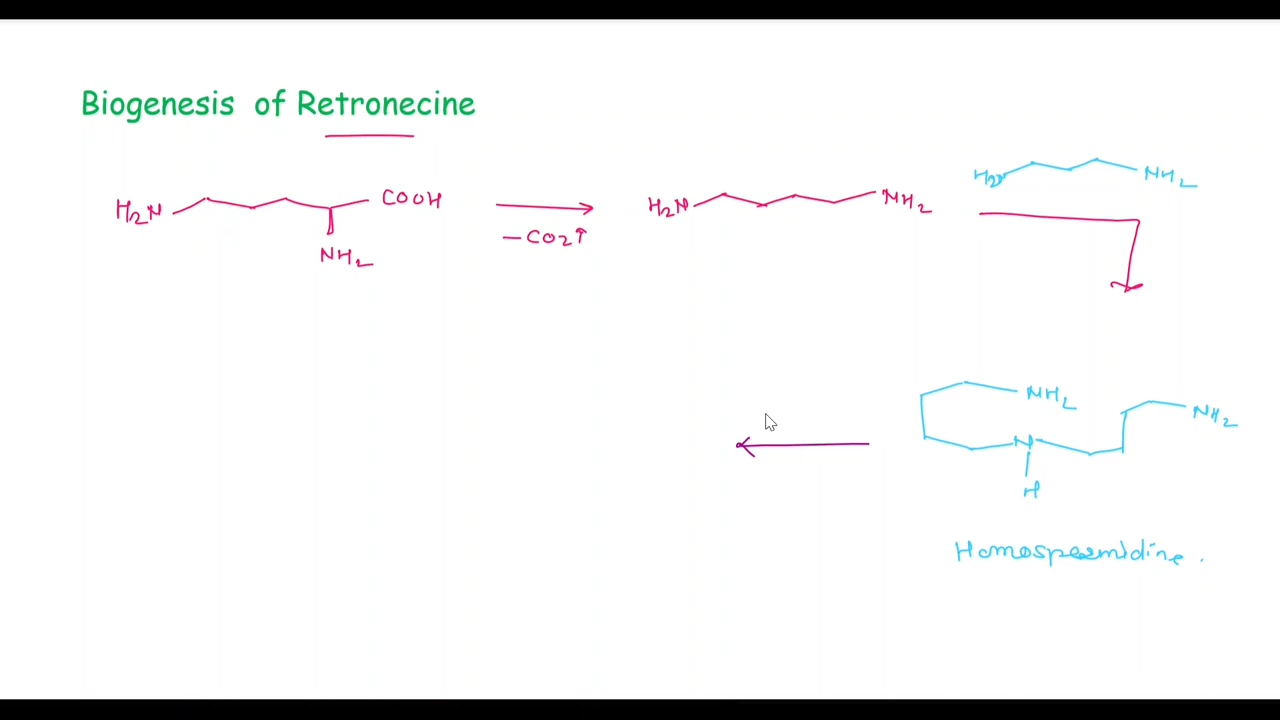 Biogenesis of Retronecine
H₂N COOH
NH₂
– CO₂↑
H₂N NH₂
H₂N NH₂
NH₂
NH₂
N
H
Homospermidine.